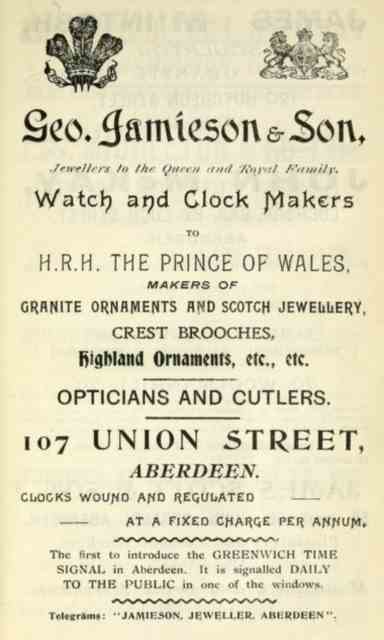 Geo. Jamieson & Son,
Jewellers to the Queen and Royal Family.
Watch and Clock Makers
TO
H.R.H. THE PRINCE OF WALES,
MAKERS OF
GRANITE ORNAMENTS AND SCOTCH JEWELLERY,
CREST BROOCHES,
Highland Ornaments, etc., etc.
OPTICIANS AND CUTLERS.
107 UNION STREET,
ABERDEEN.
CLOCKS WOUND AND REGULATED
AT A FIXED CHARGE PER ANNUM.
The first to introduce the GREENWICH TIME
SIGNAL in Aberdeen. It is signalled DAILY
TO THE PUBLIC in one of the windows.
Telegrams: "JAMIESON, JEWELLER, ABERDEEN".